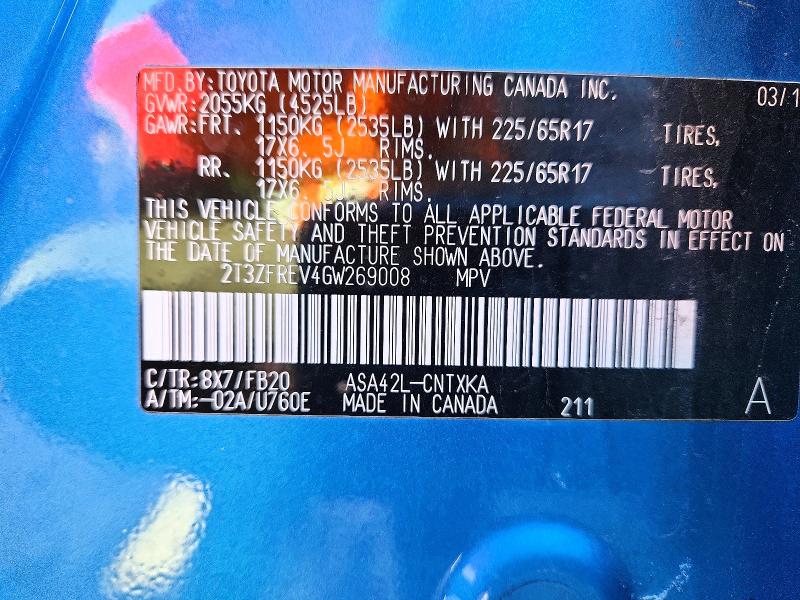 MFD. BY: TOYOTA MOTOR MANUFACTURING CANADA INC.
GVWR: 2055KG (4525LB) 03/1
GAWR: FRT. 1150KG (2535LB) WITH 225/65R17 TIRES,
17X6. 5J RIMS,
RR. 1150KG (2535LB) WITH 225/65R17 TIRES,
17X6. 5J RIMS.
THIS VEHICLE CONFORMS TO ALL APPLICABLE FEDERAL MOTOR
VEHICLE SAFETY AND THEFT PREVENTION STANDARDS IN EFFECT ON
THE DATE OF MANUFACTURE SHOWN ABOVE.
2T3ZFREV4GW269008 MPV
C/TR: 8X7/FB20 ASA42L-CNTXKA
A/TM:-02A/U760E MADE IN CANADA 211 A